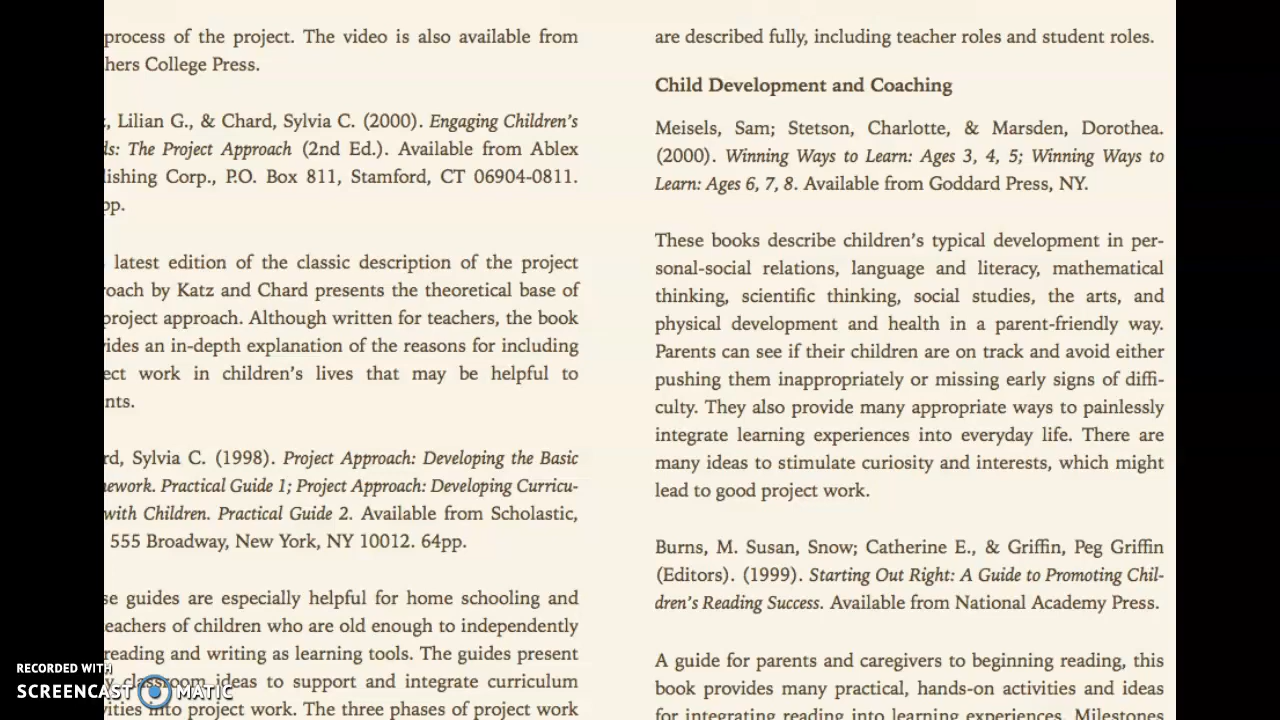 process of the project. The video is also available from
hers College Press.
, Lilian G., & Chard, Sylvia C. (2000). Engaging Children's
ds: The Project Approach (2nd Ed.). Available from Ablex
lishing Corp., P.O. Box 811, Stamford, CT 06904-0811.
pp.
latest edition of the classic description of the project
roach by Katz and Chard presents the theoretical base of
project approach. Although written for teachers, the book
vides an in-depth explanation of the reasons for including
ect work in children's lives that may be helpful to
nts.
rd, Sylvia C. (1998). Project Approach: Developing the Basic
nework. Practical Guide 1; Project Approach: Developing Curricu-
with Children. Practical Guide 2. Available from Scholastic,
555 Broadway, New York, NY 10012. 64pp.
se guides are especially helpful for home schooling and
teachers of children who are old enough to independently
reading and writing as learning tools. The guides present
y classroom ideas to support and integrate curriculum
vities into project work. The three phases of project work
are described fully, including teacher roles and student roles.
Child Development and Coaching
Meisels, Sam; Stetson, Charlotte, & Marsden, Dorothea.
(2000). Winning Ways to Learn: Ages 3, 4, 5; Winning Ways to
Learn: Ages 6, 7, 8. Available from Goddard Press, NY.
These books describe children's typical development in per-
sonal-social relations, language and literacy, mathematical
thinking, scientific thinking, social studies, the arts, and
physical development and health in a parent-friendly way.
Parents can see if their children are on track and avoid either
pushing them inappropriately or missing early signs of diffi-
culty. They also provide many appropriate ways to painlessly
integrate learning experiences into everyday life. There are
many ideas to stimulate curiosity and interests, which might
lead to good project work.
Burns, M. Susan, Snow; Catherine E., & Griffin, Peg Griffin
(Editors). (1999). Starting Out Right: A Guide to Promoting Chil-
dren's Reading Success. Available from National Academy Press.
A guide for parents and caregivers to beginning reading, this
book provides many practical, hands-on activities and ideas
for integrating reading into learning experiences. Milestones
RECORDED WITH
SCREENCAST MATIC